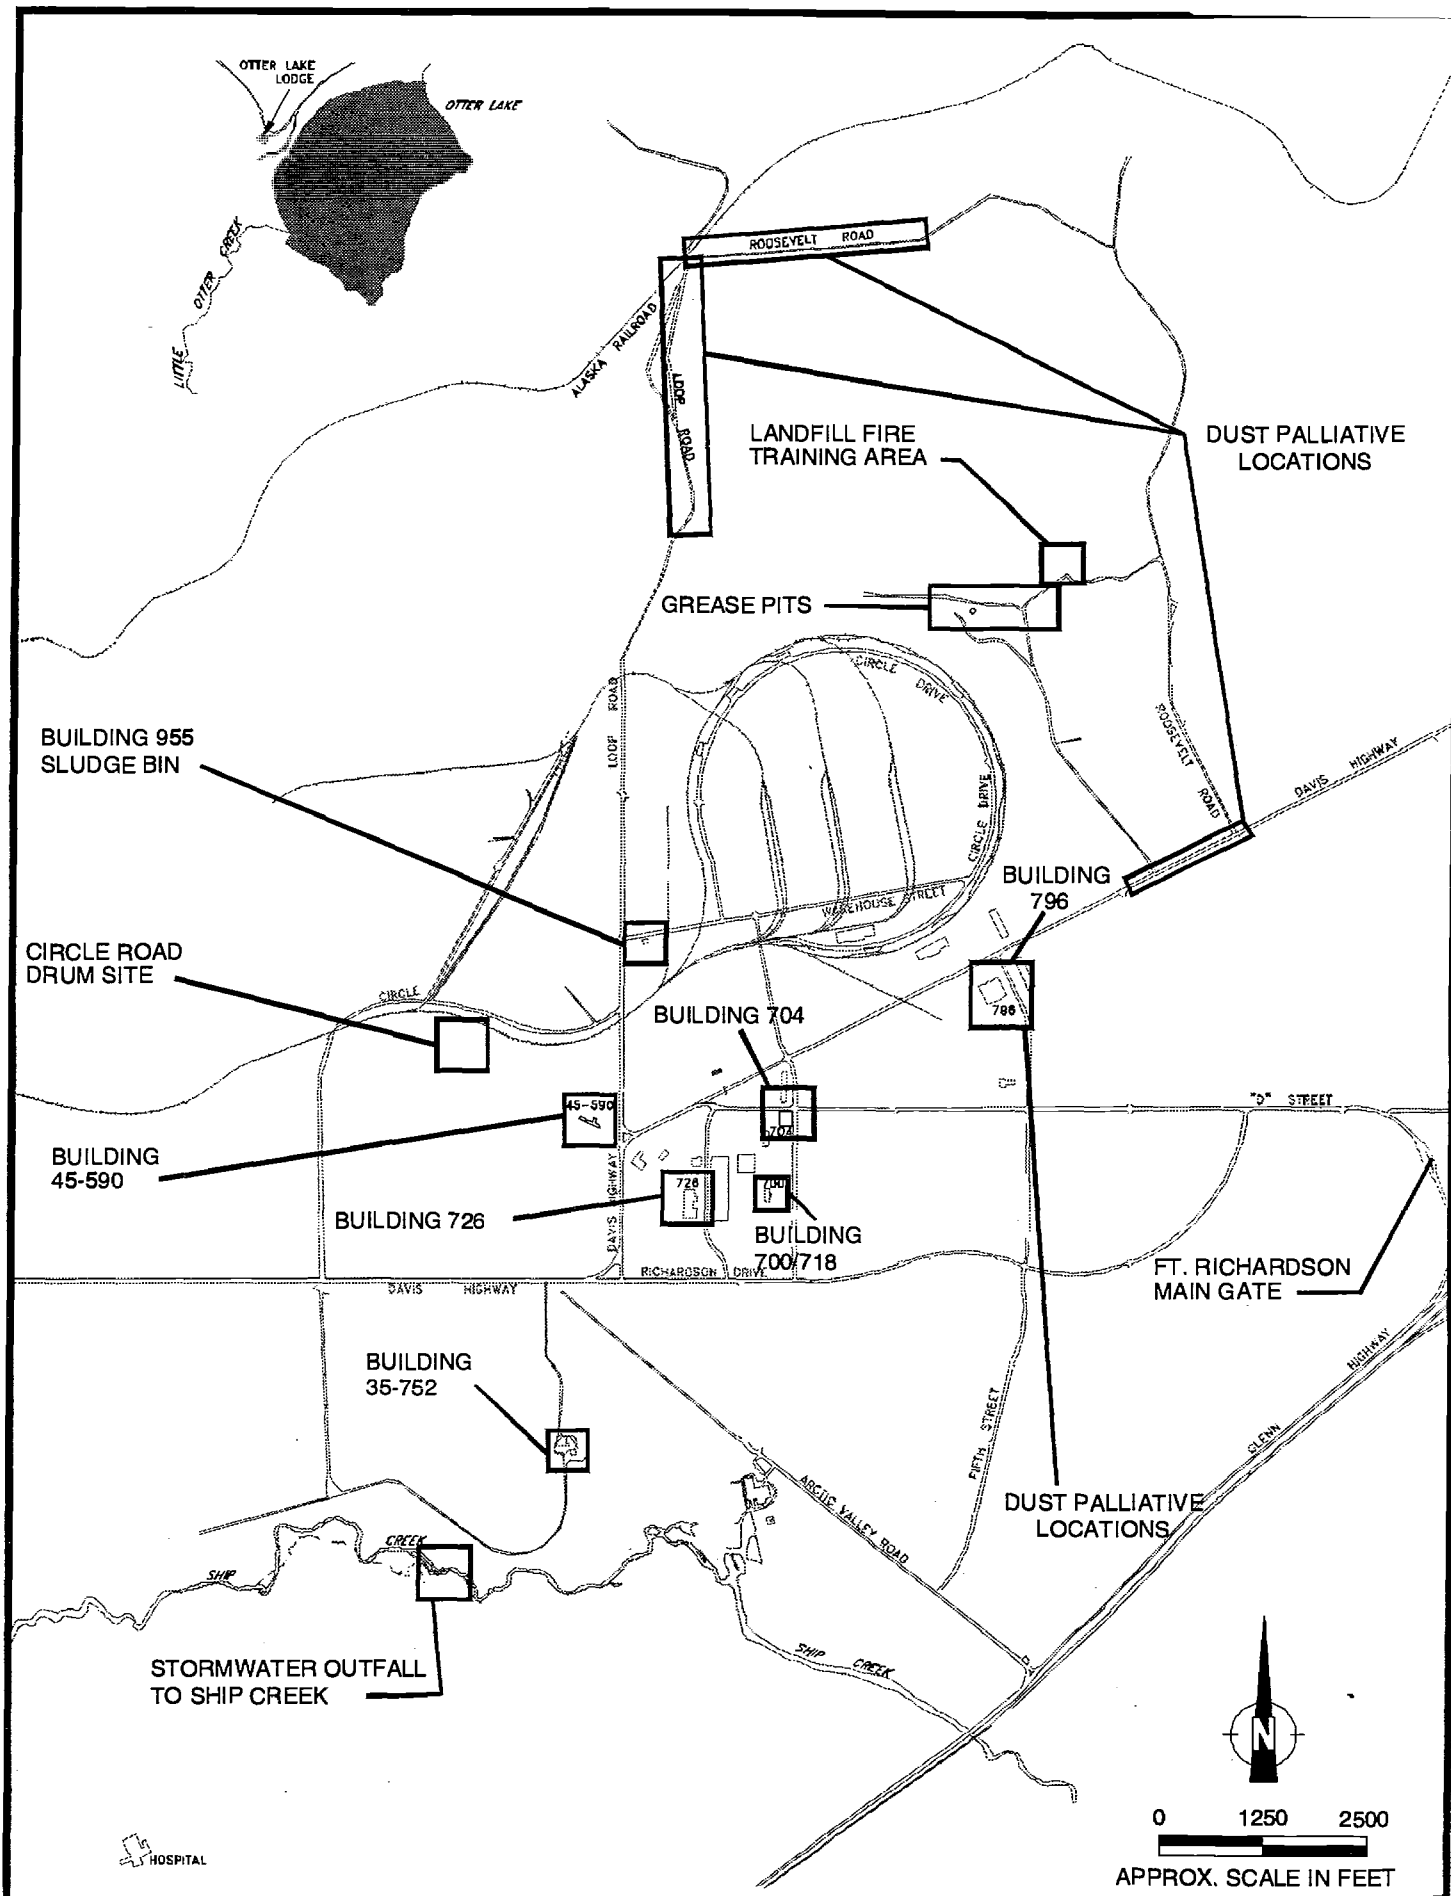 OTTER LAKE
LODGE
OTTER LAKE
LITTLE OTTER CREEK
ROOSEVELT ROAD
ALASKA RAILROAD
LOOP ROAD
LANDFILL FIRE
TRAINING AREA
DUST PALLIATIVE
LOCATIONS
GREASE PITS
CIRCLE DRIVE
LOOP ROAD
ROOSEVELT ROAD
BUILDING 955
SLUDGE BIN
DAVIS HIGHWAY
CIRCLE DRIVE
BUILDING
796
WAREHOUSE STREET
CIRCLE ROAD
DRUM SITE
CIRCLE
BUILDING 704
786
45-590
"D" STREET
704
BUILDING
45-590
DAVIS HIGHWAY
726
700
BUILDING 726
BUILDING
700/718
RICHARDSON DRIVE
FT. RICHARDSON
MAIN GATE
DAVIS HIGHWAY
BUILDING
35-752
GLENN HIGHWAY
FIFTH STREET
ARCTIC VALLEY ROAD
DUST PALLIATIVE
LOCATIONS
SHIP CREEK
STORMWATER OUTFALL
TO SHIP CREEK
SHIP CREEK
N
0 1250 2500
APPROX. SCALE IN FEET
HOSPITAL